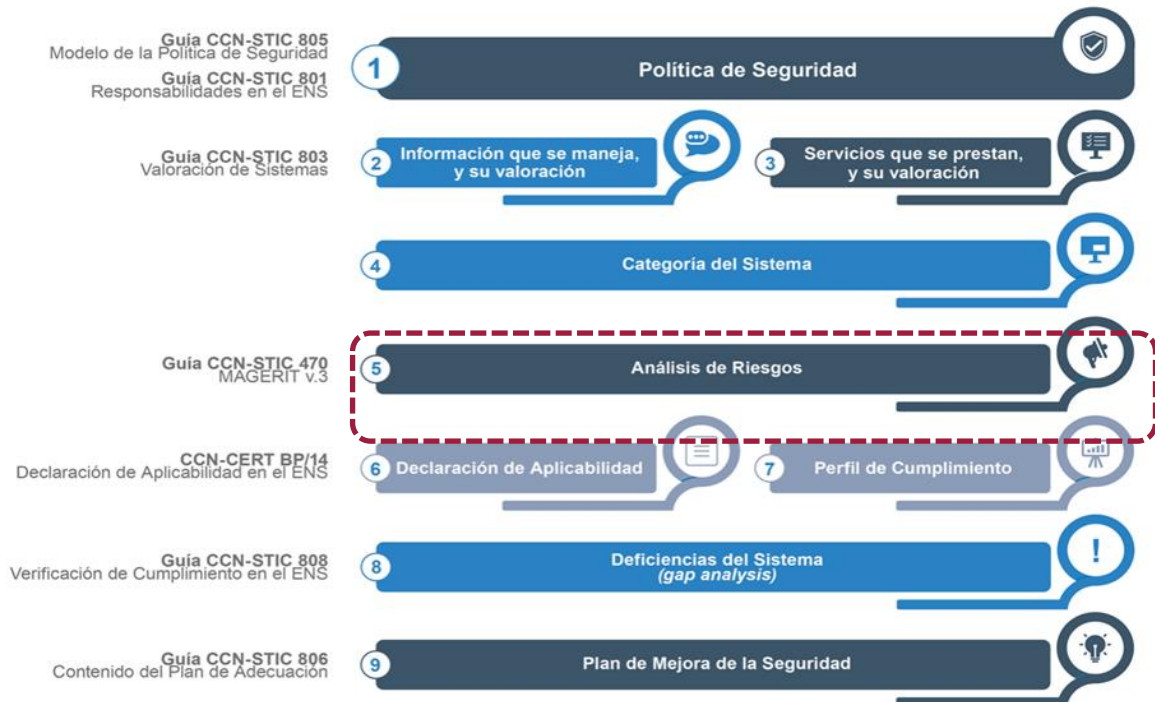 Guía CCN-STIC 805
Modelo de la Política de Seguridad
Guía CCN-STIC 801
Responsabilidades en el ENS
1
Política de Seguridad
Guía CCN-STIC 803
Valoración de Sistemas
2
Información que se maneja,
y su valoración
3
Servicios que se prestan,
y su valoración
4
Categoría del Sistema
Guía CCN-STIC 470
MAGERIT v.3
5
Análisis de Riesgos
CCN-CERT BP/14
Declaración de Aplicabilidad en el ENS
6
Declaración de Aplicabilidad
7
Perfil de Cumplimiento
Guía CCN-STIC 808
Verificación de Cumplimiento en el ENS
8
Deficiencias del Sistema
(gap analysis)
!
Guía CCN-STIC 806
Contenido del Plan de Adecuación
9
Plan de Mejora de la Seguridad